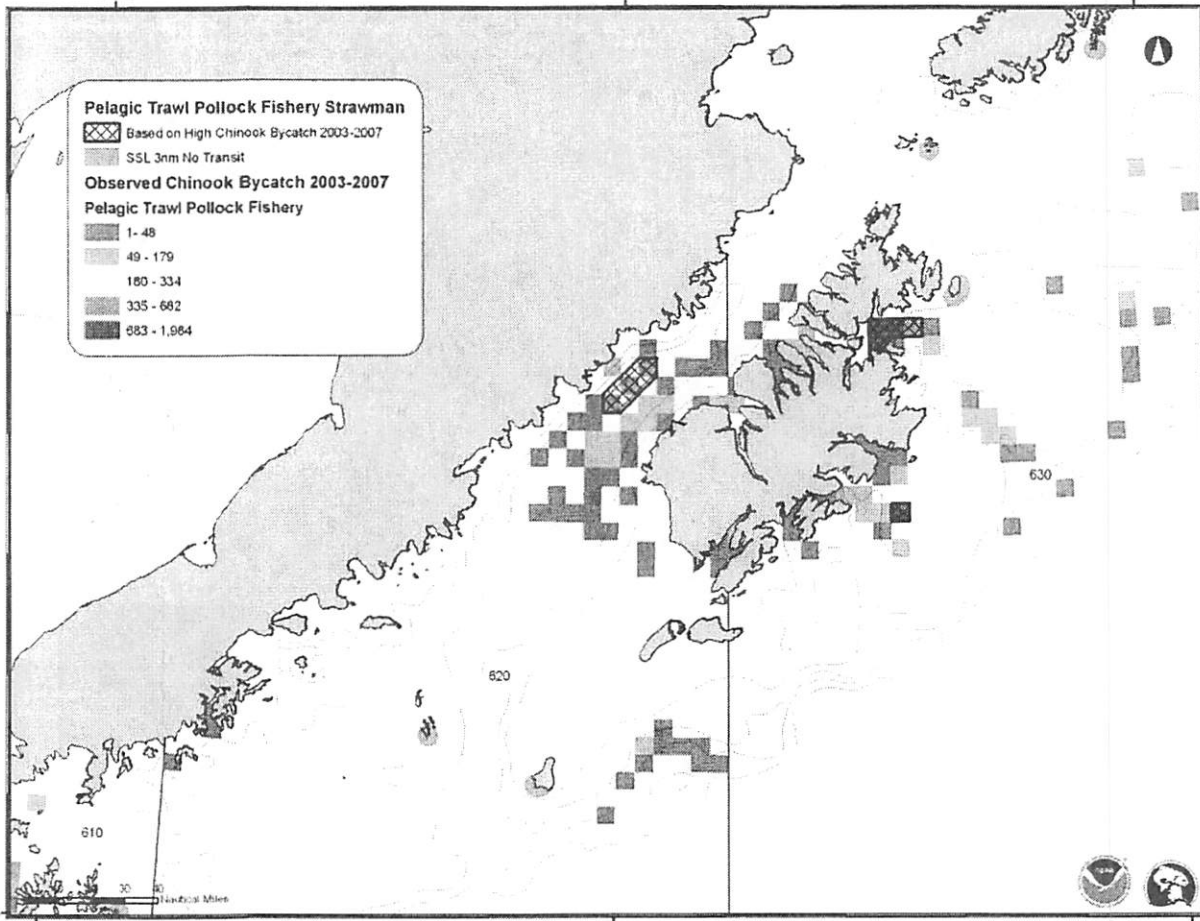 Pelagic Trawl Pollock Fishery Strawman
Based on High Chinook Bycatch 2003-2007
SSL 3nm No Transit
Observed Chinook Bycatch 2003-2007
Pelagic Trawl Pollock Fishery
1- 48
49 - 179
180 - 334
335 - 682
683 - 1,984
630
620
610
30
Nautical Miles